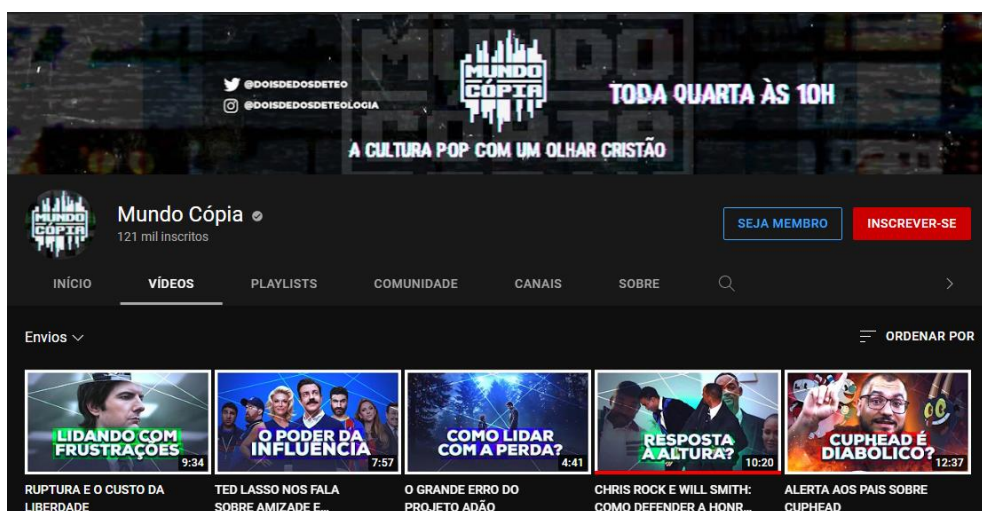 @DOISDEDOSDETEO
@DOISDEDOSDETEOLOGIA
MUNDO
CÓPIA
TODA QUARTA ÀS 10H
A CULTURA POP COM UM OLHAR CRISTÃO
MUNDO
CÓPIA
Mundo Cópia
121 mil inscritos
SEJA MEMBRO
INSCREVER-SE
INÍCIO
VÍDEOS
PLAYLISTS
COMUNIDADE
CANAIS
SOBRE
Envios
ORDENAR POR
LIDANDO COM
FRUSTRAÇÕES
9:34
O PODER DA
INFLUÊNCIA
7:57
COMO LIDAR
COM A PERDA?
4:41
RESPOSTA
À ALTURA?
10:20
CUPHEAD É
DIABÓLICO?
12:37
RUPTURA E O CUSTO DA
LIBERDADE
TED LASSO NOS FALA
SOBRE AMIZADE E...
O GRANDE ERRO DO
PROJETO ADÃO
CHRIS ROCK E WILL SMITH:
COMO DEFENDER A HONR...
ALERTA AOS PAIS SOBRE
CUPHEAD